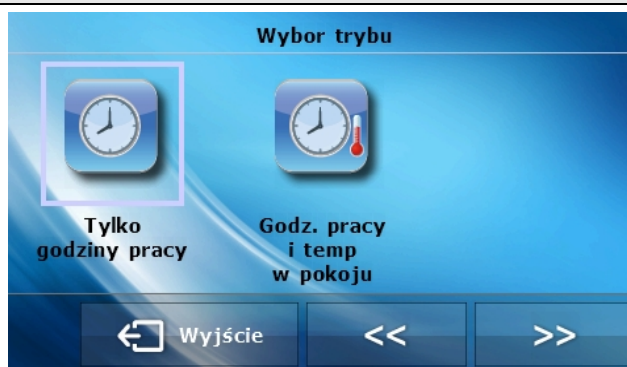 Wybor trybu
Tylko
godziny pracy
Godz. pracy
i temp
w pokoju
Wyjście
<<
>>